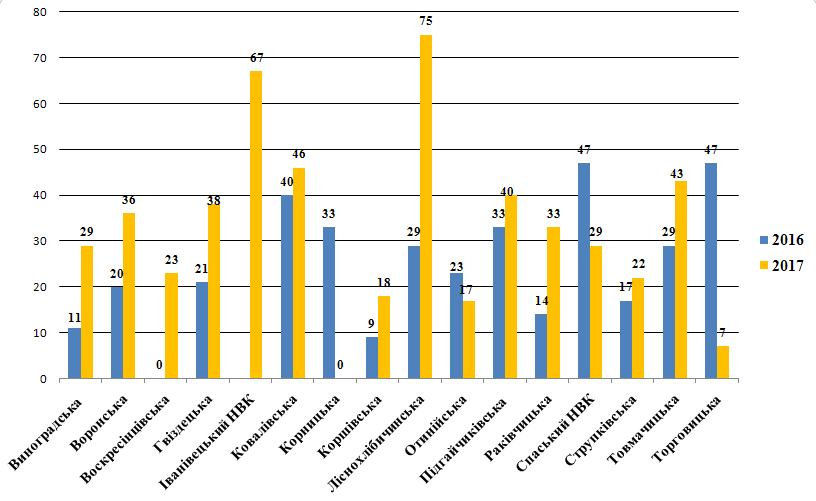 80
70
60
50
40
30
20
10
0
11
29
20
36
0
23
21
38
67
40
46
33
0
9
18
29
75
23
17
33
40
14
33
47
29
17
22
29
43
47
7
Виноградська
Воронська
Воскресінцівська
Гвіздецька
Іванівецький НВК
Ковалівська
Корницька
Коршівська
Ліснохлібичинська
Отинійська
Підгайчиківська
Раківчицька
Спаський НВК
Струпківська
Товмачицька
Торговицька
2016
2017